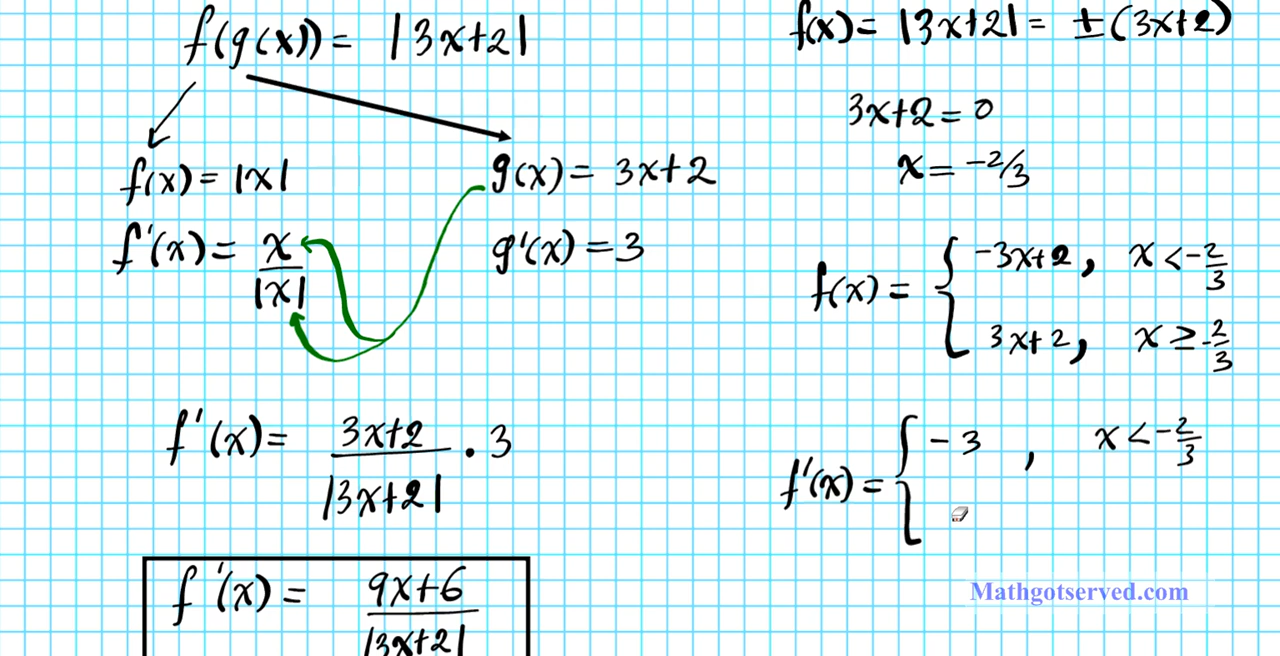 f(g(x)) = |3x+2|
f(x) = |x|
g(x) = 3x+2
f'(x) = x/|x|
g'(x) = 3
f'(x) = 3x+2/|3x+2| · 3
f'(x) = 9x+6/|3x+2|
f(x) = |3x+2| = ±(3x+2)
3x+2 = 0
x = -2/3
f(x) = { -3x+2, x < -2/3
3x+2, x ≥ -2/3
f'(x) = { -3 , x < -2/3
Mathgotserved.com